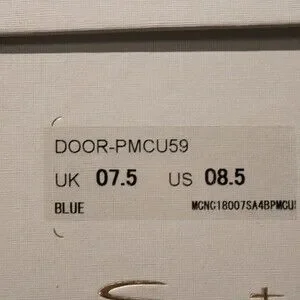 DOOR-PMCU59
UK 07.5 US 08.5
BLUE MCNC18007SA4BPMCU